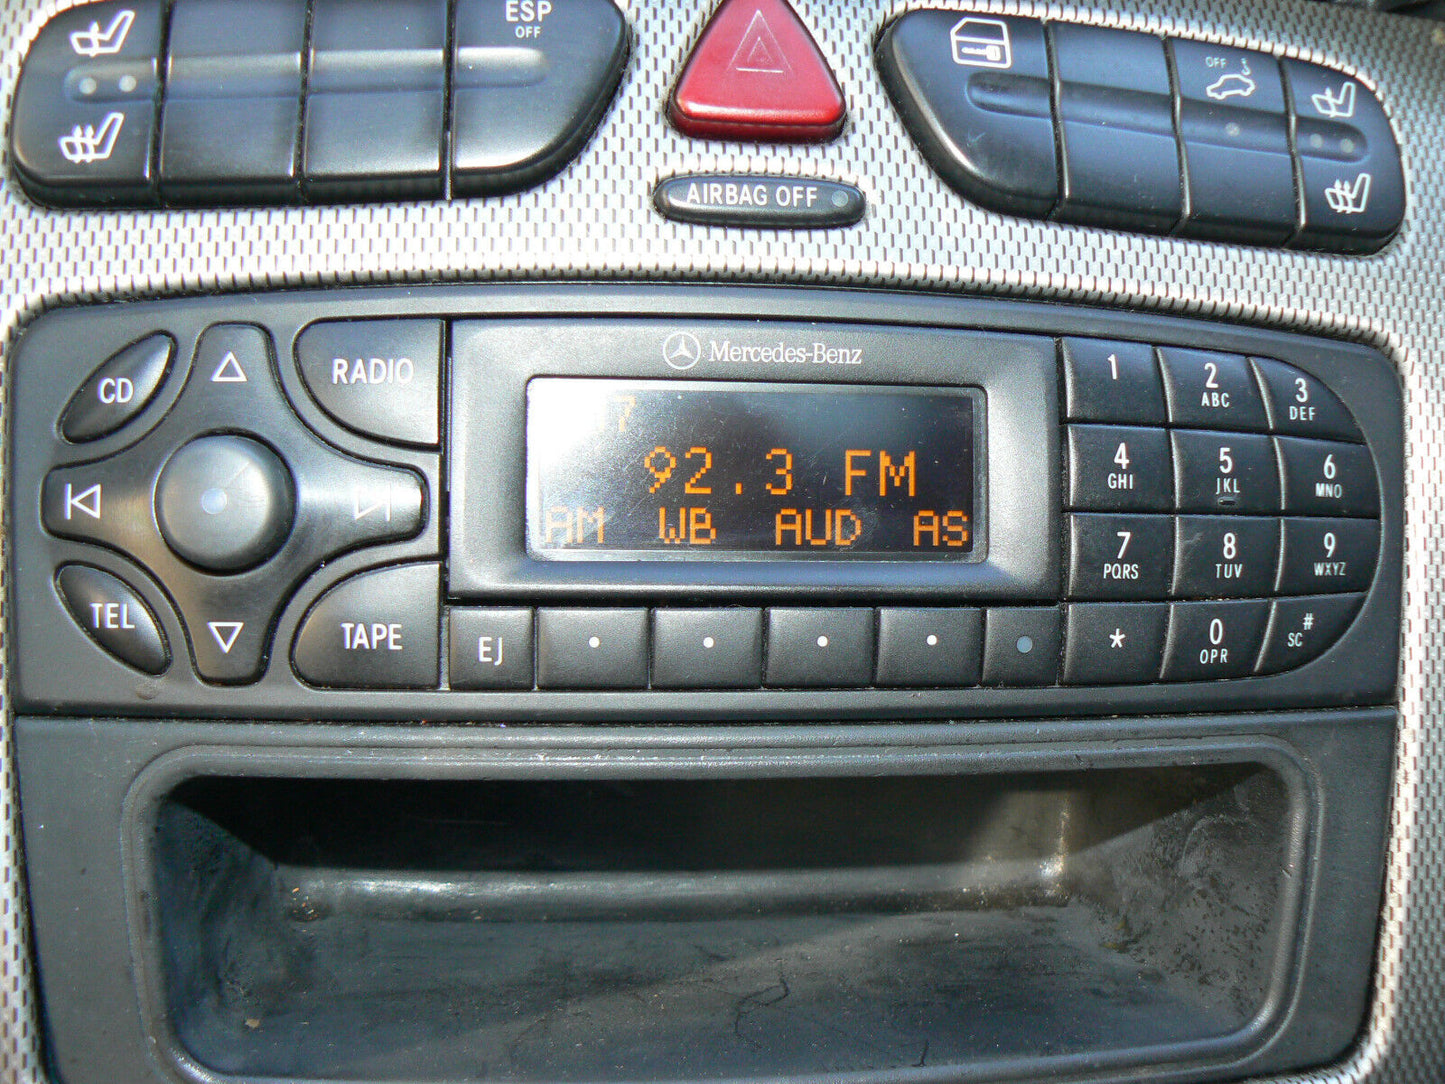 ESP
OFF
OFF
AIRBAG OFF
Mercedes-Benz
CD
RADIO
TEL
TAPE
7
92.3 FM
AM WB AUD AS
EJ
1
2
ABC
3
DEF
4
GHI
5
JKL
6
MNO
7
PQRS
8
TUV
9
WXYZ
*
0
OPR
SC #